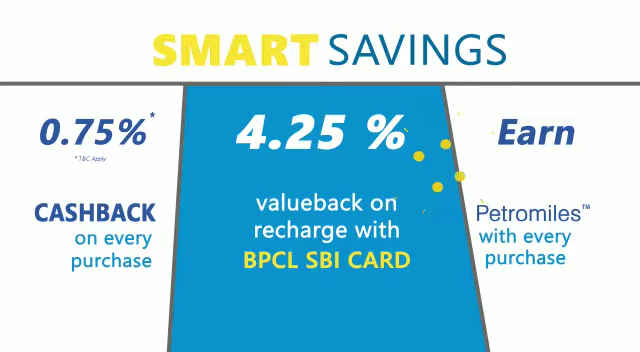 SMART SAVINGS
0.75%*
* T&C Apply
CASHBACK
on every
purchase
4.25 %
valueback on
recharge with
BPCL SBI CARD
Earn
Petromiles™
with every
purchase